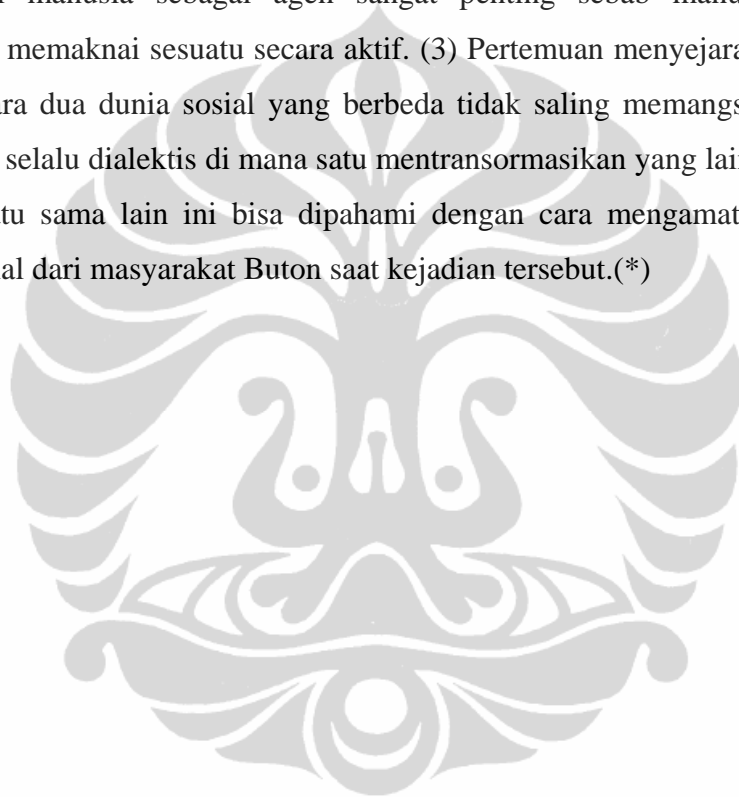 manusia sebagai agen sangat penting sebab
memaknai sesuatu secara aktif. (3) Pertemuan
dua dunia sosial yang berbeda tidak saling
selalu dialektis di mana satu mentransormasikan yang
sama lain ini bisa dipahami dengan cara
dari masyarakat Buton saat kejadian tersebut.(*)